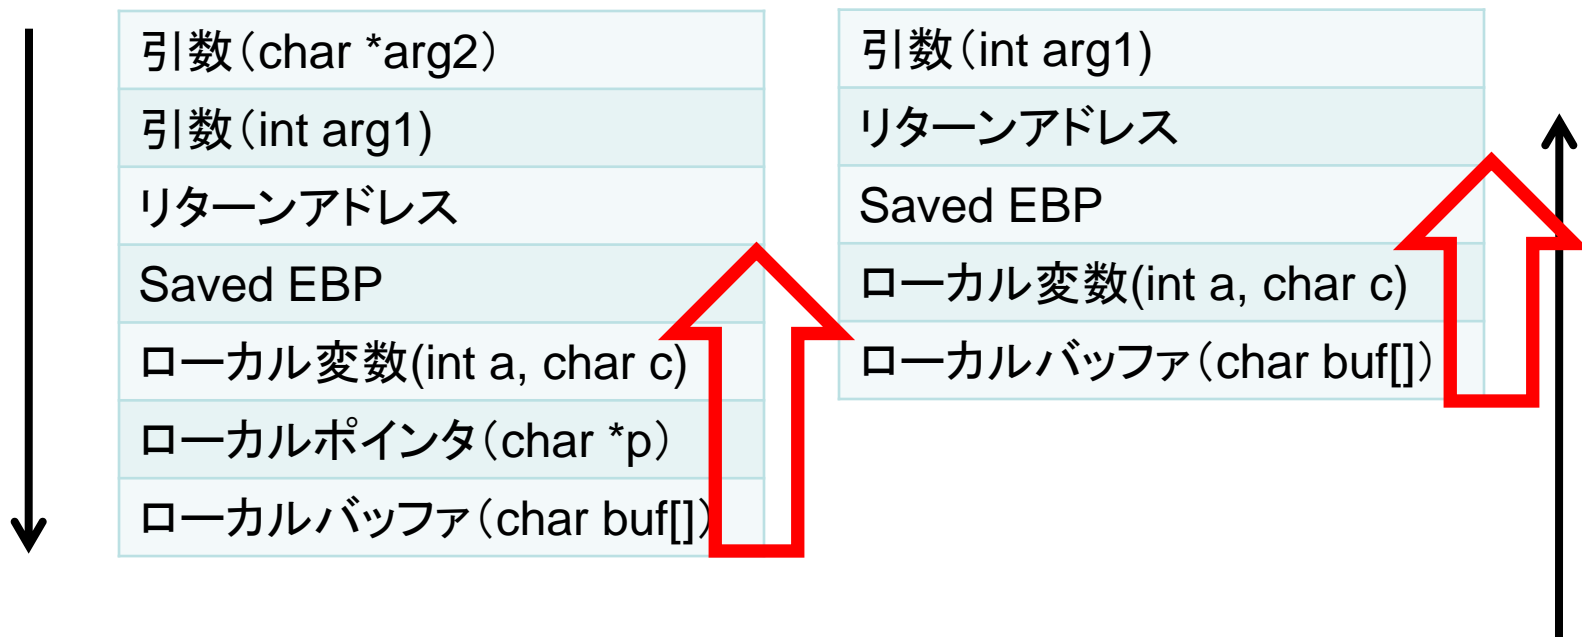 引数（char *arg2）
引数（int arg1)
リターンアドレス
Saved EBP
ローカル変数(int a, char c)
ローカルポインタ（char *p）
ローカルバッファ（char buf[]）
引数（int arg1)
リターンアドレス
Saved EBP
ローカル変数(int a, char c)
ローカルバッファ（char buf[]）